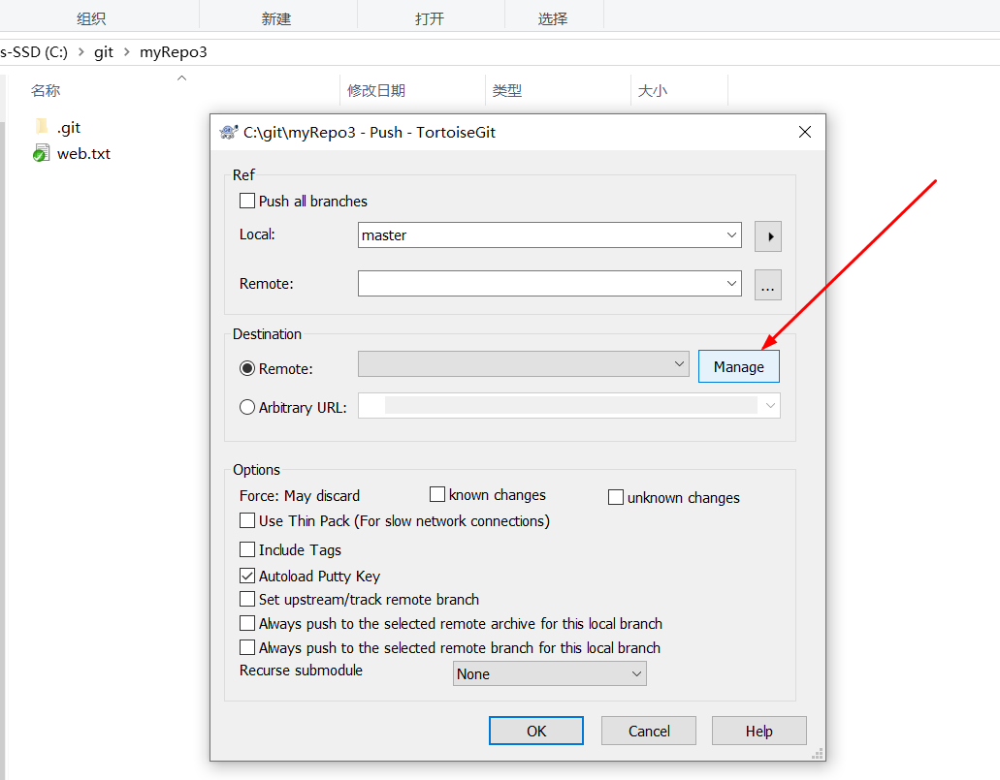 组织 新建 打开 选择
s-SSD (C:) > git > myRepo3
名称 修改日期 类型 大小
.git
web.txt
C:\git\myRepo3 - Push - TortoiseGit
Ref
Push all branches
Local: master
Remote: ...
Destination
Remote: Manage
Arbitrary URL:
Options
Force: May discard known changes unknown changes
Use Thin Pack (For slow network connections)
Include Tags
Autoload Putty Key
Set upstream/track remote branch
Always push to the selected remote archive for this local branch
Always push to the selected remote branch for this local branch
Recurse submodule None
OK Cancel Help